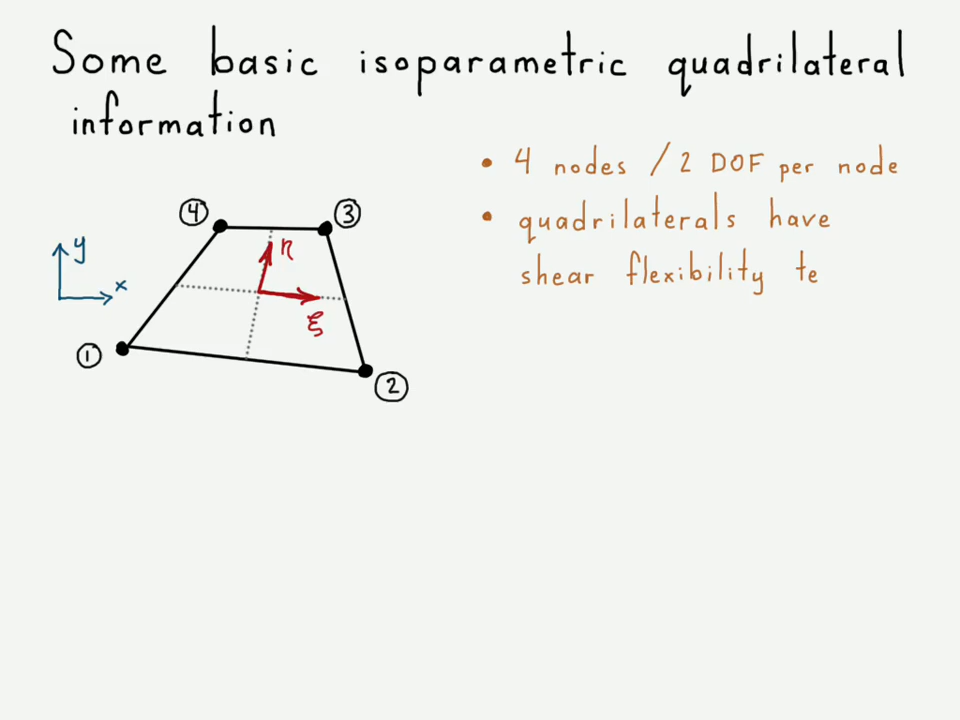 Some basic isoparametric quadrilateral
information
• 4 nodes / 2 DOF per node
• quadrilaterals have
shear flexibility te
④ ③
y η
x
ξ
①
②